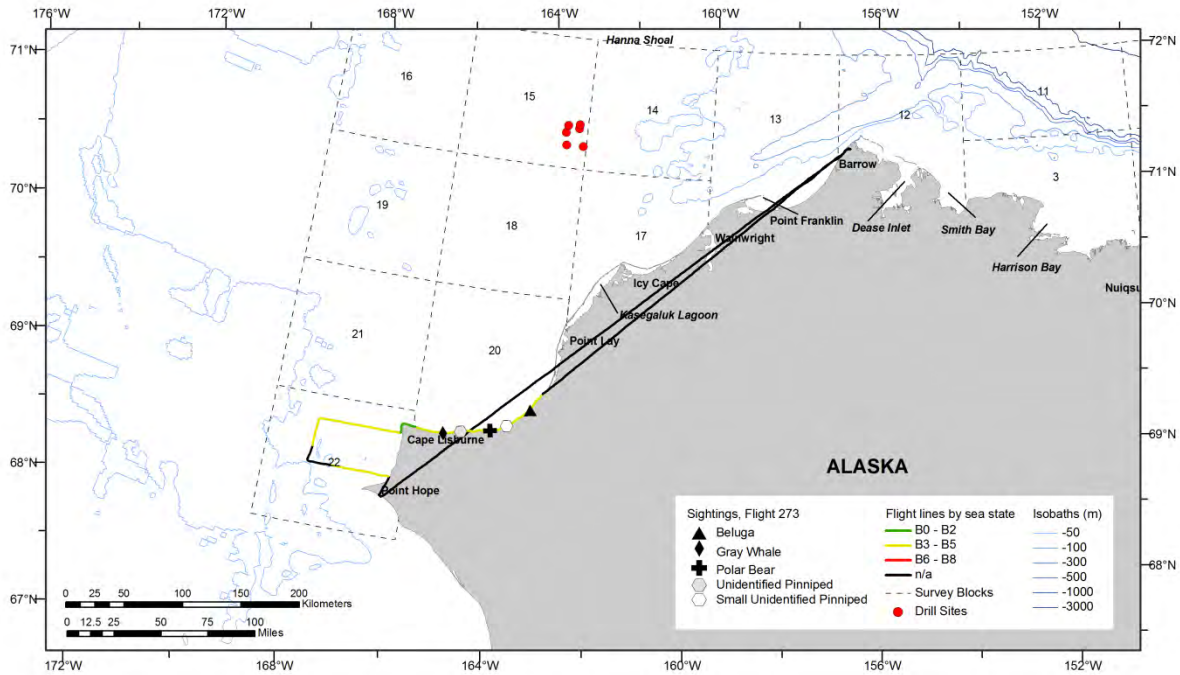 172°W 168°W 164°W 160°W 156°W 152°W
71°N 72°N
Hanna Shoal
16
15
14
13
12
11
Barrow
70°N 71°N
3
19
18
17
Point Franklin
Dease Inlet
Smith Bay
Wainwright
Harrison Bay
Icy Cape
Nuiqsu
Kasegaluk Lagoon
69°N 70°N
21
20
Point Lay
Cape Lisburne
69°N
68°N
22
Point Hope
ALASKA
Sightings, Flight 273
Beluga
Gray Whale
Polar Bear
Unidentified Pinniped
Small Unidentified Pinniped
Flight lines by sea state
B0 - B2
B3 - B5
B6 - B8
n/a
Survey Blocks
Drill Sites
Isobaths (m)
-50
-100
-300
-500
-1000
-3000
68°N
67°N
0 25 50 100 150 200
Kilometers
0 12.5 25 50 75 100
Miles
172°W 168°W 164°W 160°W 156°W 152°W